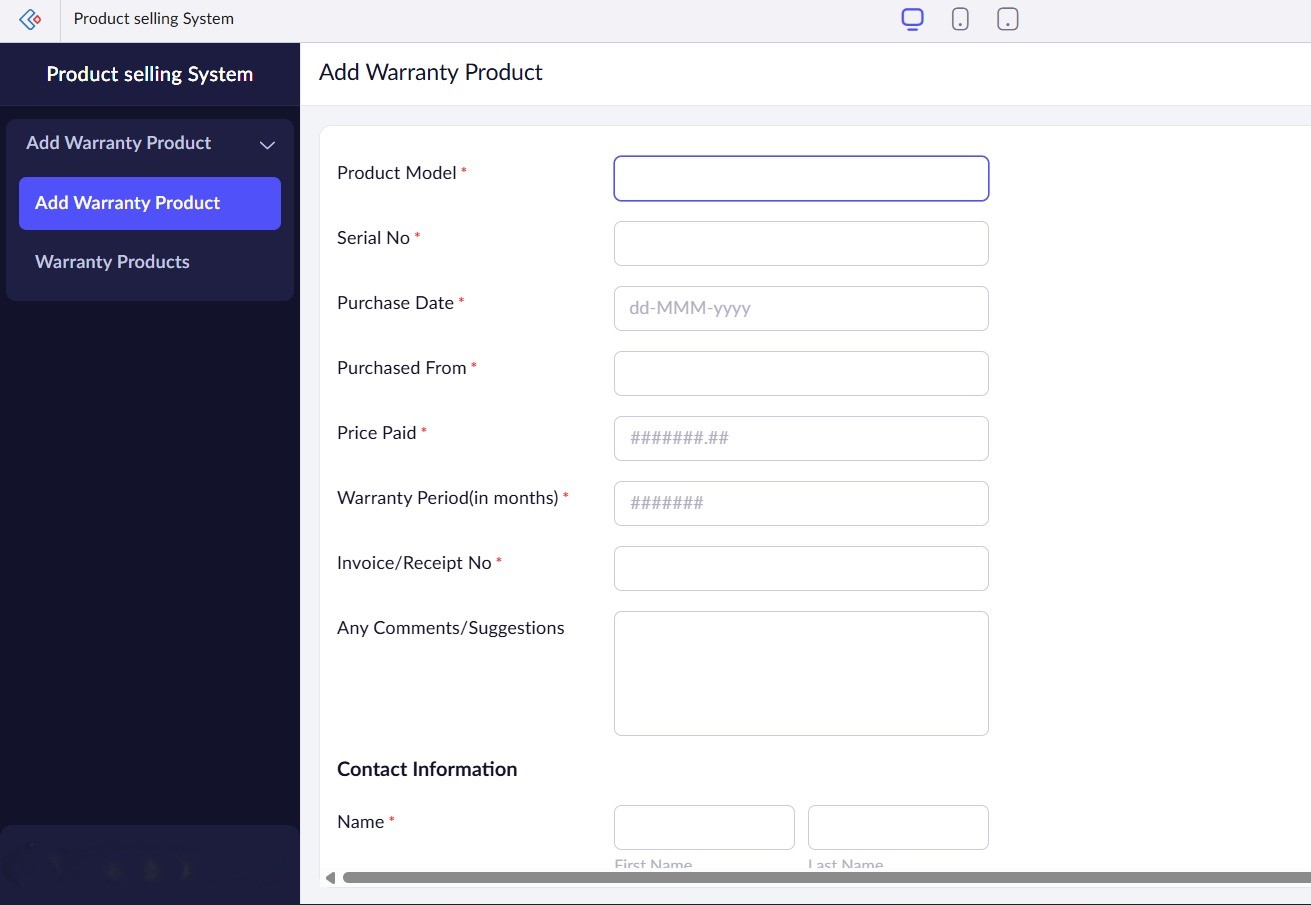 Product selling System
Product selling System
Add Warranty Product
Add Warranty Product
Add Warranty Product
Warranty Products
Product Model *
Serial No *
Purchase Date *
dd-MMM-yyyy
Purchased From *
Price Paid *
#######.##
Warranty Period(in months) *
#######
Invoice/Receipt No *
Any Comments/Suggestions
Contact Information
Name *
First Name
Last Name